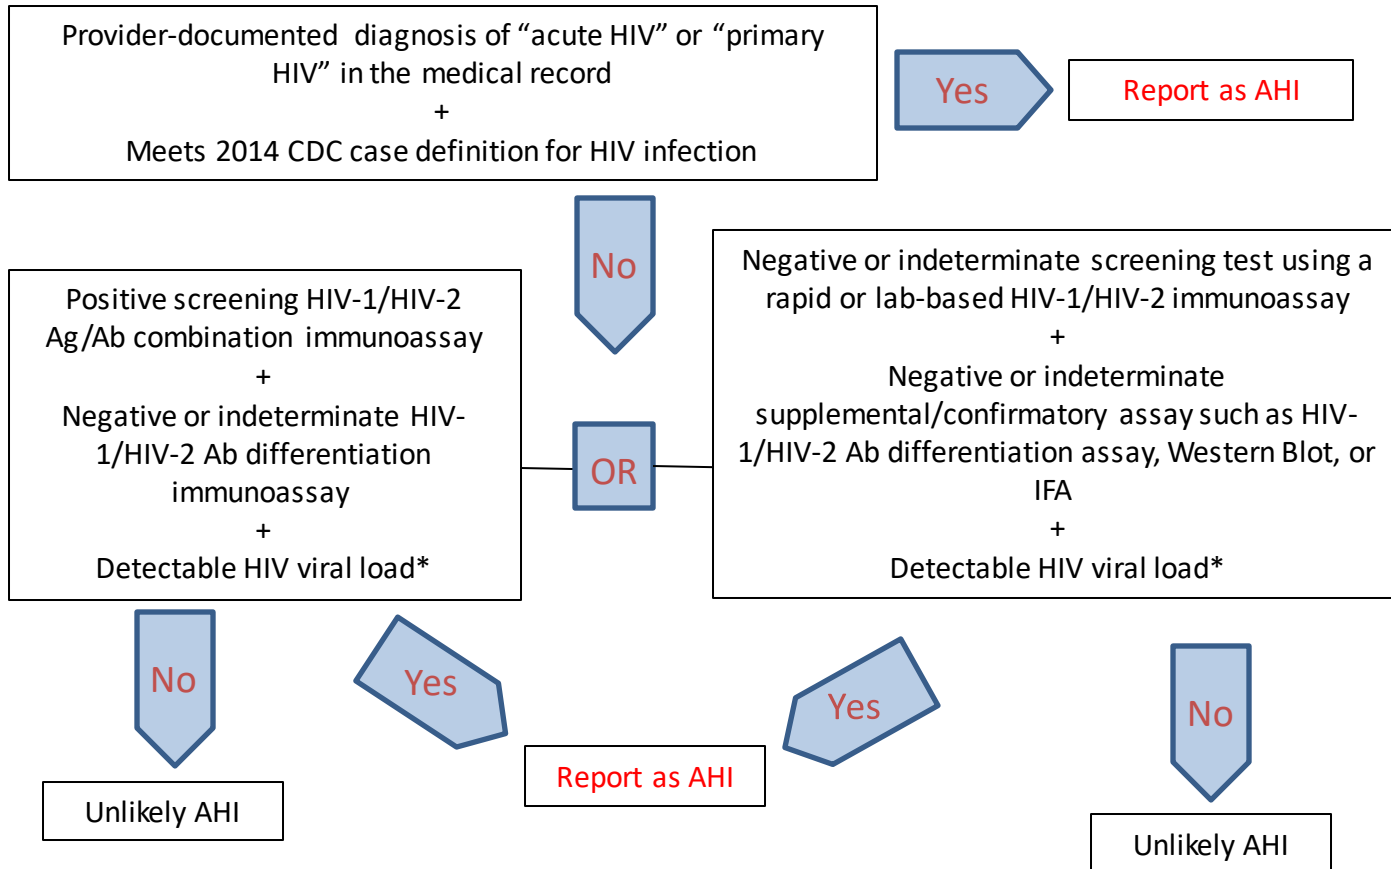 Provider-documented diagnosis of “acute HIV” or “primary
HIV” in the medical record
+
Meets 2014 CDC case definition for HIV infection
Yes
Report as AHI
No
Positive screening HIV-1/HIV-2
Ag/Ab combination immunoassay
+
Negative or indeterminate HIV-
1/HIV-2 Ab differentiation
immunoassay
+
Detectable HIV viral load*
OR
Negative or indeterminate screening test using a
rapid or lab-based HIV-1/HIV-2 immunoassay
+
Negative or indeterminate
supplemental/confirmatory assay such as HIV-
1/HIV-2 Ab differentiation assay, Western Blot, or
IFA
+
Detectable HIV viral load*
No
Yes
Yes
No
Unlikely AHI
Report as AHI
Unlikely AHI